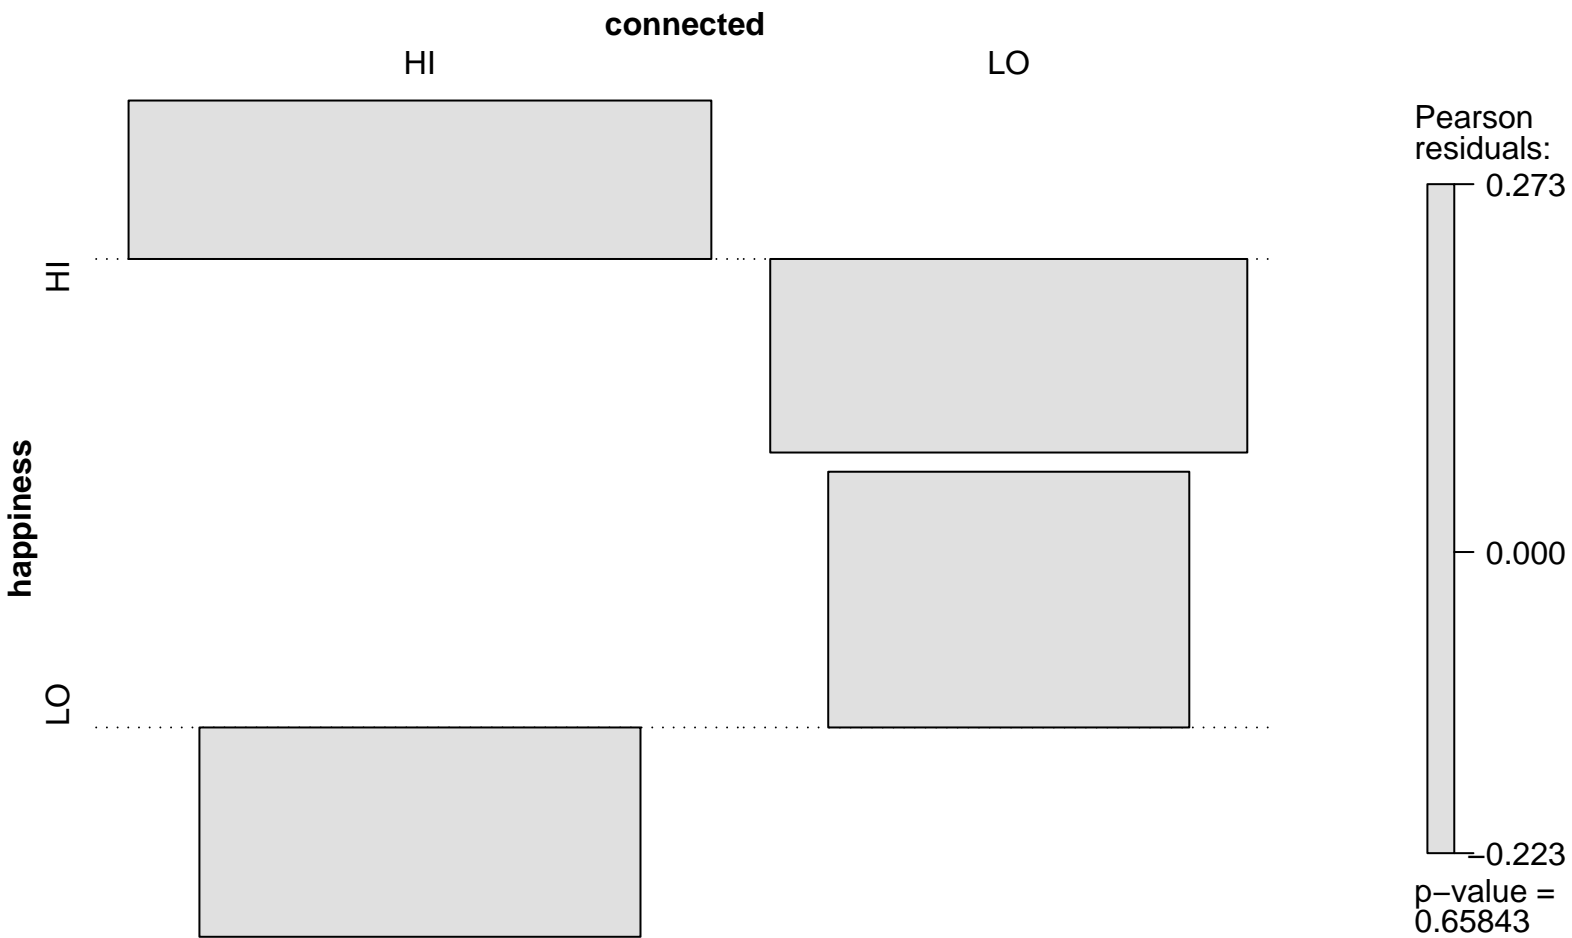 connected
HI
LO
HI
happiness
LO
Pearson
residuals:
0.273
0.000
−0.223
p−value =
0.65843